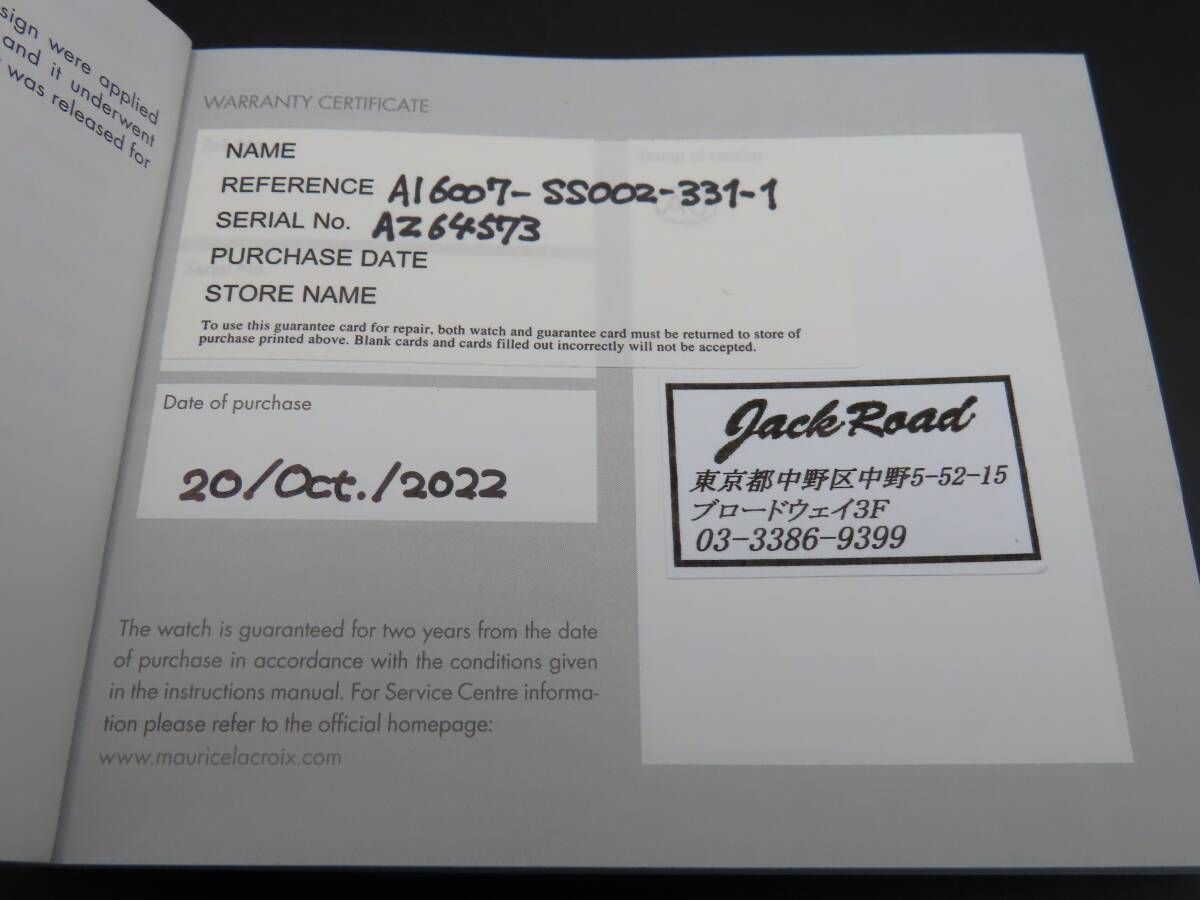 sign were applied
and it underwent
was released for
WARRANTY CERTIFICATE
NAME
REFERENCE AI6007-SS002-331-1
SERIAL No. AZ64573
PURCHASE DATE
STORE NAME
To use this guarantee card for repair, both watch and guarantee card must be returned to store of
purchase printed above. Blank cards and cards filled out incorrectly will not be accepted.
Date of purchase
20/Oct./2022
Jack Road
東京都中野区中野5-52-15
ブロードウェイ3F
03-3386-9399
The watch is guaranteed for two years from the date
of purchase in accordance with the conditions given
in the instructions manual. For Service Centre informa-
tion please refer to the official homepage:
www.mauricelacroix.com